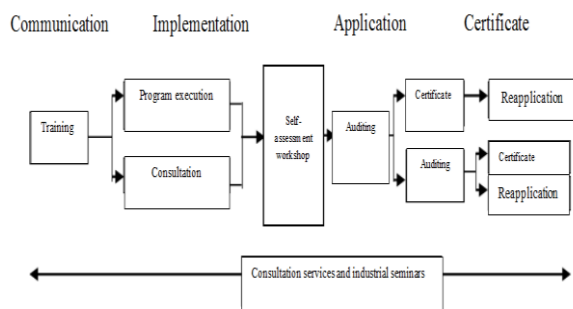 Communication Implementation Application Certificate
Program execution
Certificate
Reapplication
Training
Self-
assessment
workshop
Auditing
Consultation
Auditing
Certificate
Reapplication
Consultation services and industrial seminars